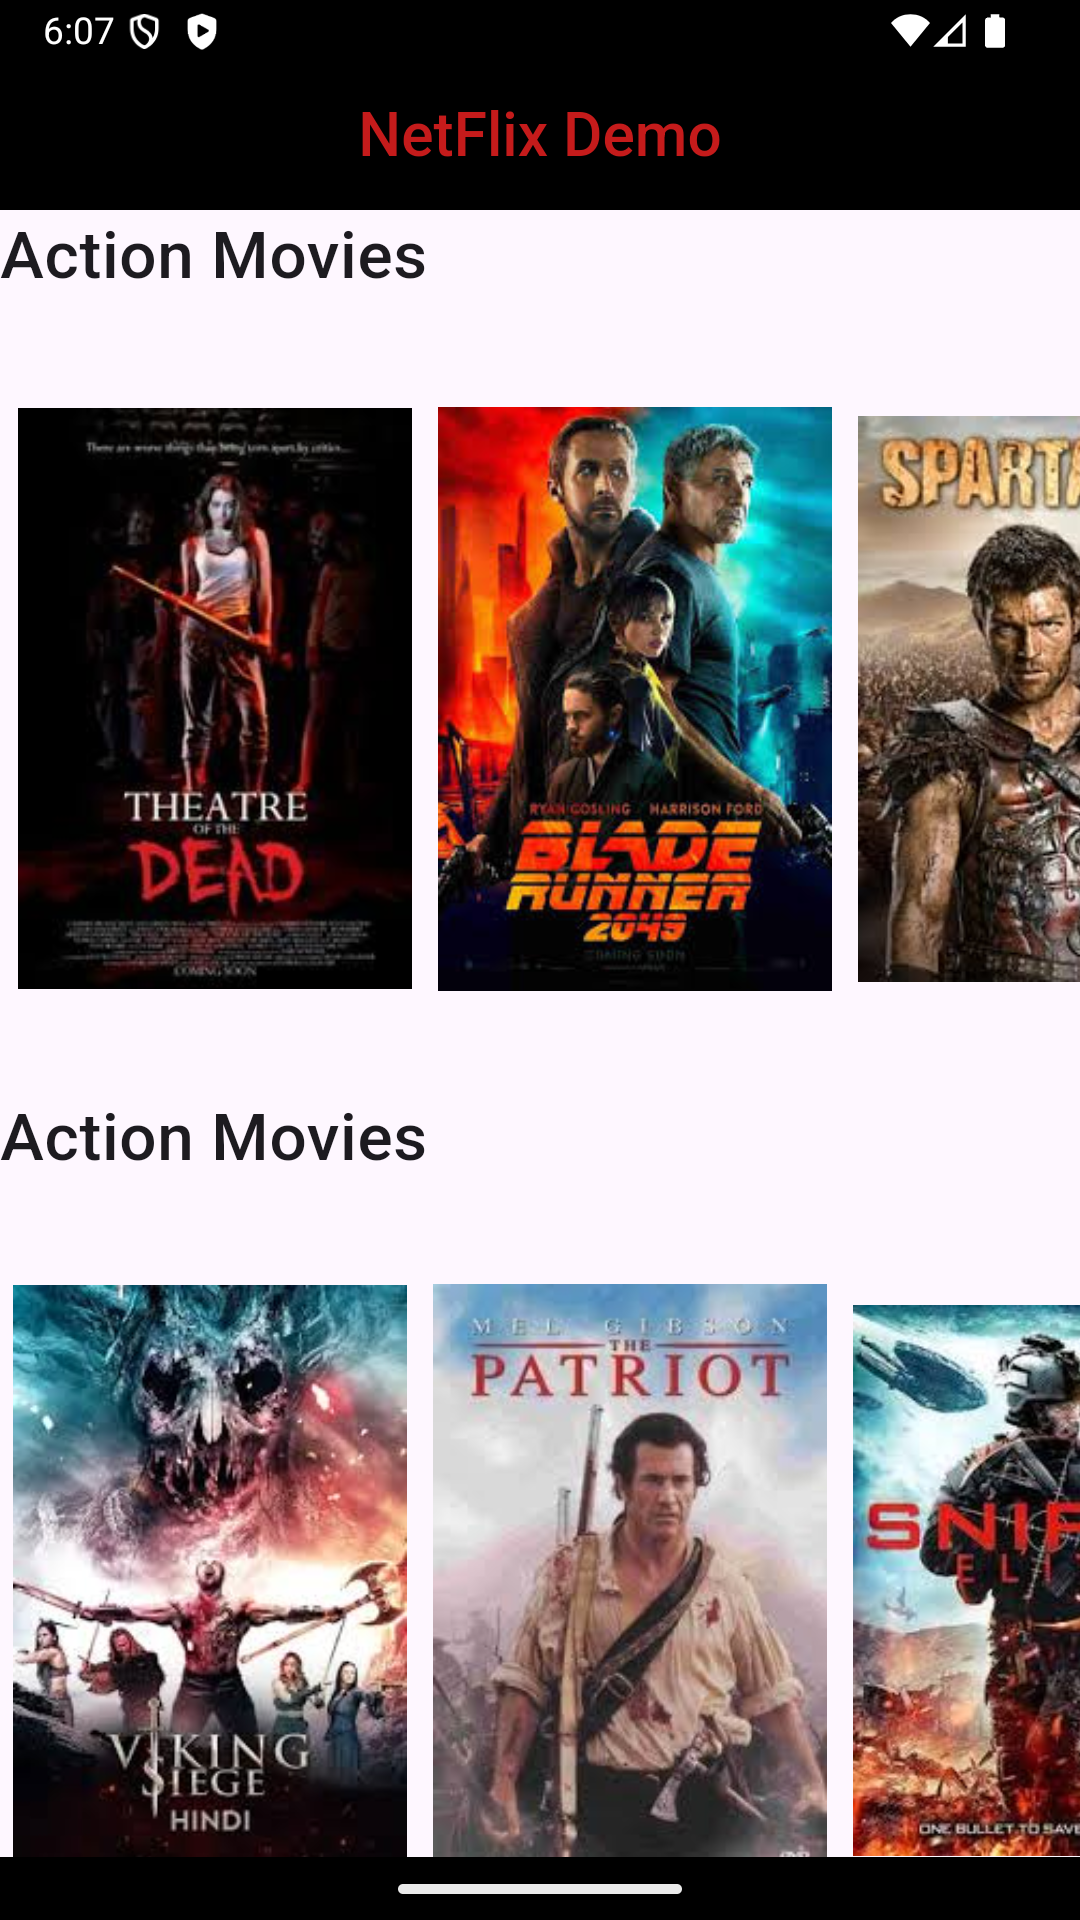 6:07
NetFlix Demo
Action Movies
There are worse things than being torn apart by critics...
THEATRE
OF THE
DEAD
COMING SOON
RYAN GOSLING HARRISON FORD
BLADE
RUNNER
2049
COMING SOON
SPARTA
Action Movies
VIKING
SIEGE
HINDI
MEL GIBSON
THE
PATRIOT
DVD
SNIP
ELI
ONE BULLET TO SAVE